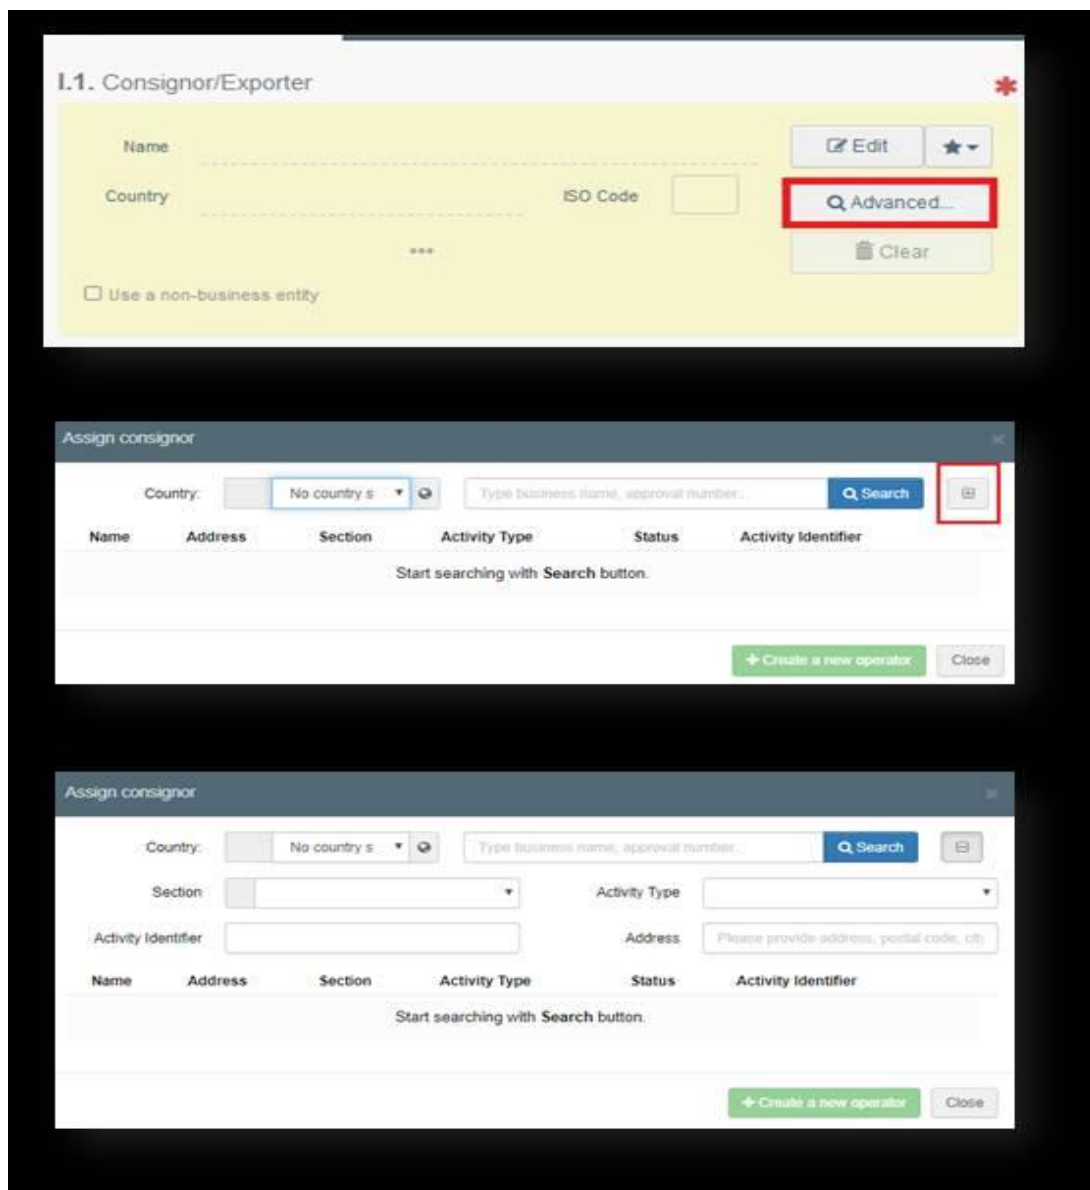 I.1. Consignor/Exporter *
Name
Edit
Country
ISO Code
Advanced...
Clear
Use a non-business entity
Assign consignor
Country: No country s Type business name, approval number... Search
Name Address Section Activity Type Status Activity Identifier
Start searching with Search button.
+ Create a new operator Close
Assign consignor
Country: No country s Type business name, approval number... Search
Section Activity Type
Activity Identifier Address Please provide address, postal code, city
Name Address Section Activity Type Status Activity Identifier
Start searching with Search button.
+ Create a new operator Close